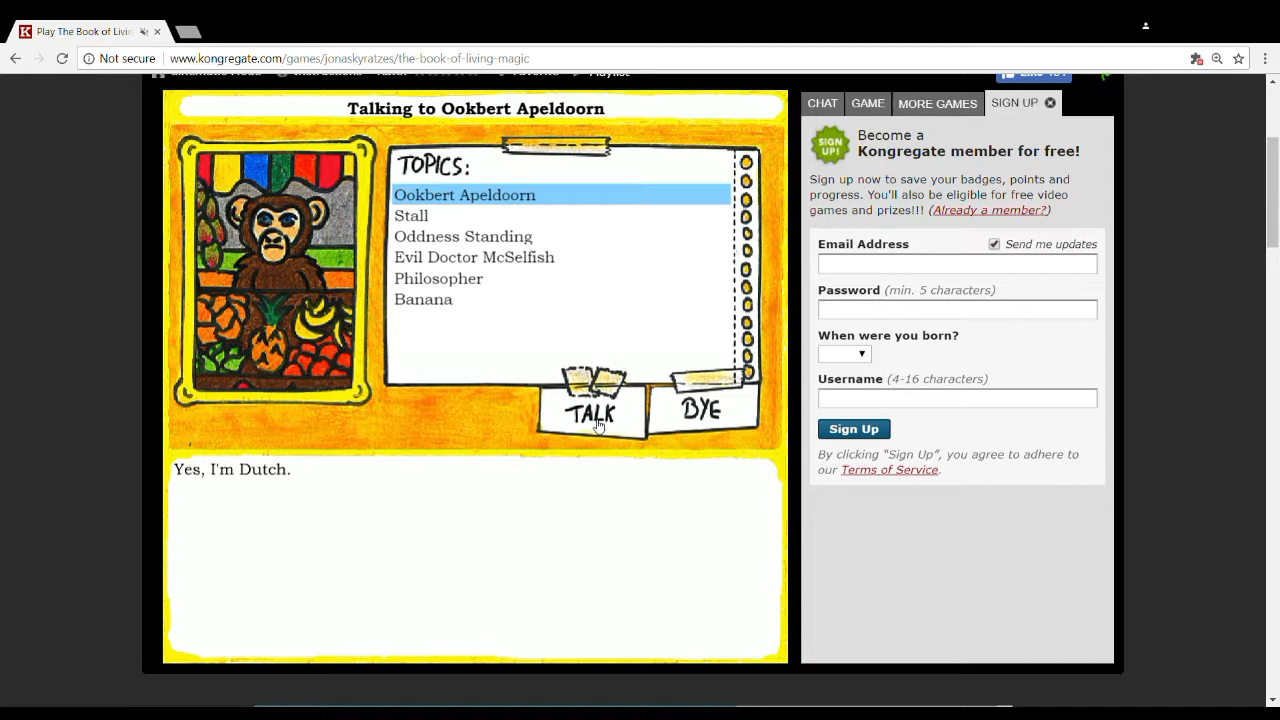 Play The Book of Livin
Not secure
www.kongregate.com/games/jonaskyratzes/the-book-of-living-magic
Playlist
Like
Talking to Ookbert Apeldoorn
TOPICS:
Ookbert Apeldoorn
Stall
Oddness Standing
Evil Doctor McSelfish
Philosopher
Banana
TALK
BYE
Yes, I'm Dutch.
CHAT
GAME
MORE GAMES
SIGN UP
SIGN UP!
Become a
Kongregate member for free!
Sign up now to save your badges, points and
progress. You'll also be eligible for free video
games and prizes!!! (Already a member?)
Email Address
Send me updates
Password (min. 5 characters)
When were you born?
Username (4-16 characters)
Sign Up
By clicking “Sign Up”, you agree to adhere to
our Terms of Service.